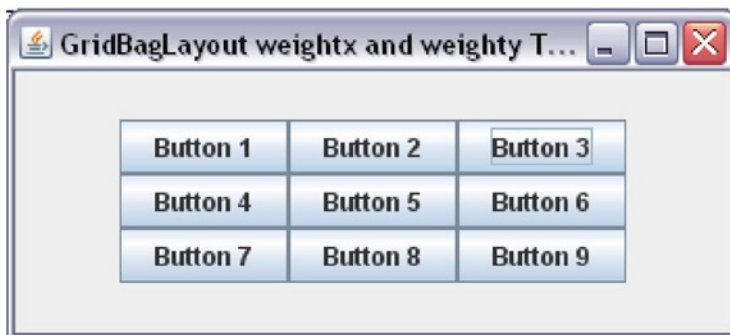 GridBagLayout weightx and weighty T...
Button 1 Button 2 Button 3
Button 4 Button 5 Button 6
Button 7 Button 8 Button 9